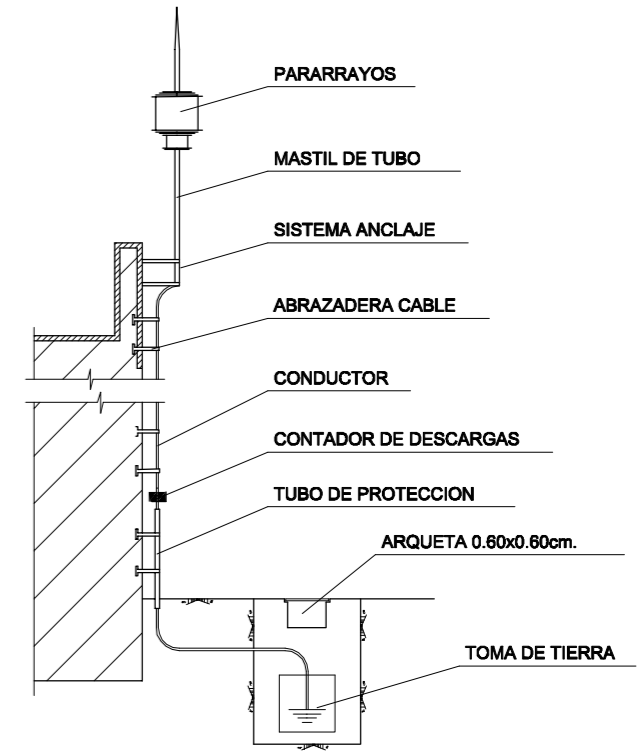 PARARRAYOS
MASTIL DE TUBO
SISTEMA ANCLAJE
ABRAZADERA CABLE
CONDUCTOR
CONTADOR DE DESCARGAS
TUBO DE PROTECCION
ARQUETA 0.60x0.60cm.
TOMA DE TIERRA